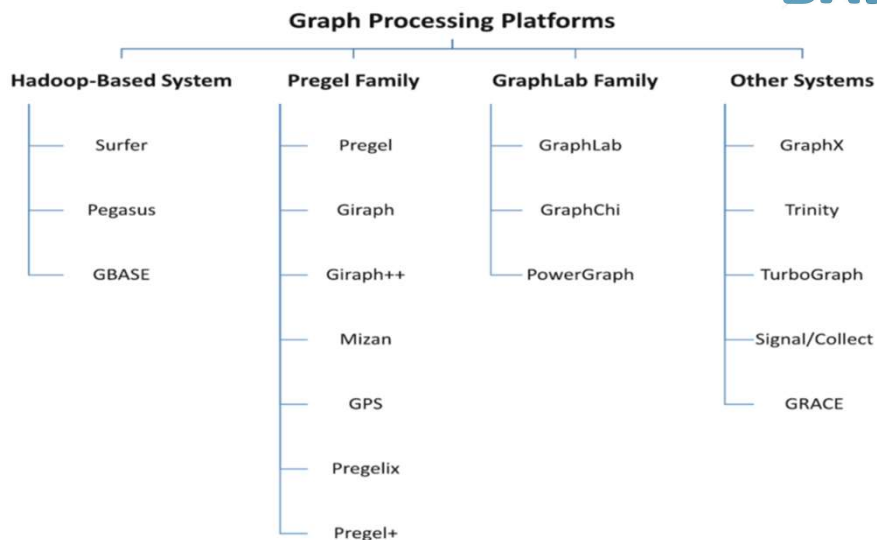 Graph Processing Platforms
Hadoop-Based System
Surfer
Pegasus
GBASE
Pregel Family
Pregel
Giraph
Giraph++
Mizan
GPS
Pregelix
Pregel+
GraphLab Family
GraphLab
GraphChi
PowerGraph
Other Systems
GraphX
Trinity
TurboGraph
Signal/Collect
GRACE